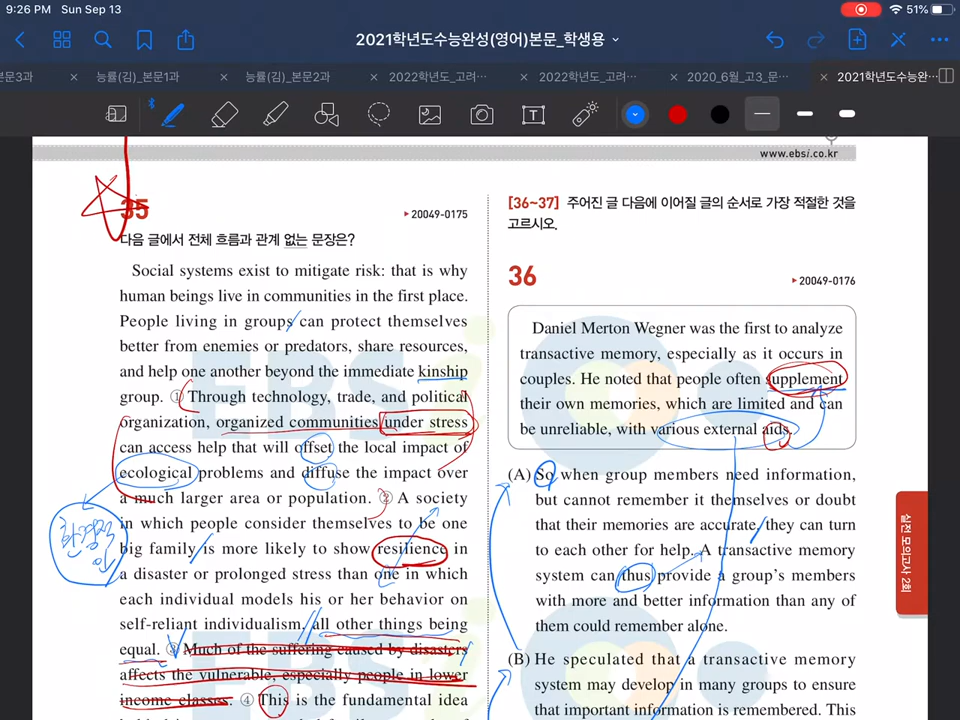 9:26 PM Sun Sep 13
51%
2021학년도수능완성(영어)본문_학생용
본문3과
능률(김)_본문1과
능률(김)_본문2과
2022학년도_고려…
2022학년도_고려…
2020_6월_고3_문…
2021학년도수능완…
www.ebsi.co.kr
35
20049-0175
다음 글에서 전체 흐름과 관계 없는 문장은?
Social systems exist to mitigate risk: that is why
human beings live in communities in the first place.
People living in groups can protect themselves
better from enemies or predators, share resources,
and help one another beyond the immediate kinship
group. ① Through technology, trade, and political
organization, organized communities under stress
can access help that will offset the local impact of
ecological problems and diffuse the impact over
a much larger area or population. ② A society
in which people consider themselves to be one
big family is more likely to show resilience in
a disaster or prolonged stress than one in which
each individual models his or her behavior on
self-reliant individualism, all other things being
equal. ③ Much of the suffering caused by disasters
affects the vulnerable, especially people in lower
income classes. ④ This is the fundamental idea
[36~37] 주어진 글 다음에 이어질 글의 순서로 가장 적절한 것을
고르시오.
36
20049-0176
Daniel Merton Wegner was the first to analyze
transactive memory, especially as it occurs in
couples. He noted that people often supplement
their own memories, which are limited and can
be unreliable, with various external aids.
(A) So when group members need information,
but cannot remember it themselves or doubt
that their memories are accurate, they can turn
to each other for help. A transactive memory
system can thus provide a group's members
with more and better information than any of
them could remember alone.
(B) He speculated that a transactive memory
system may develop in many groups to ensure
that important information is remembered. This
실전 모의고사 2회